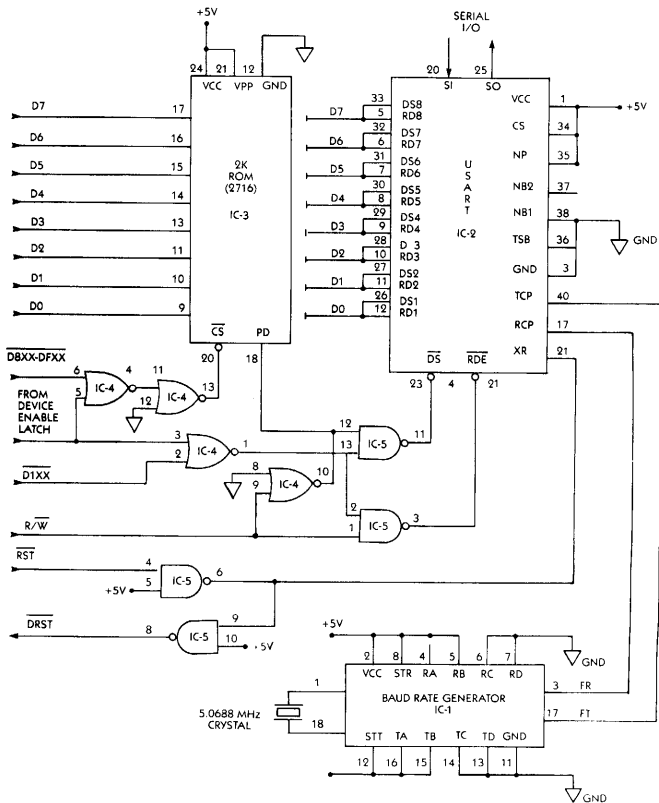 +5V
SERIAL
I/O
24 21 12
VCC VPP GND
20 25
SI SO
D7 17
D6 16
D5 15
D4 14
D3 13
D2 11
D1 10
D0 9
2K
ROM
(2716)
IC-3
CS
PD
20
18
D7 33 DS8
5 RD8
D6 32 DS7
6 RD7
D5 31 DS6
7 RD6
D4 30 DS5
8 RD5
D3 29 DS4
9 RD4
D2 28 D 3
10 RD3
D1 27 DS2
11 RD2
D0 26 DS1
12 RD1
USART
IC-2
VCC 1 +5V
CS 34
NP 35
NB2 37
NB1 38
TSB 36
GND 3
GND
TCP 40
RCP 17
XR 21
DS RDE
23 4 21
D8XX-DFXX
6
5
IC-4
4
11
12
IC-4
13
FROM
DEVICE
ENABLE
LATCH
3
2
IC-4
1
D1XX
8
9
IC-4
10
12
13
IC-5
11
2
1
IC-5
3
R/W
RST
4
5
+5V
IC-5
6
DRST
8
IC-5
9
10
+5V
+5V
2 8 4 5 6 7
VCC STR RA RB RC RD
GND
BAUD RATE GENERATOR
IC-1
1
18
5.0688 MHz
CRYSTAL
3 FR
17 FT
STT TA TB TC TD GND
12 16 15 14 13 11
GND